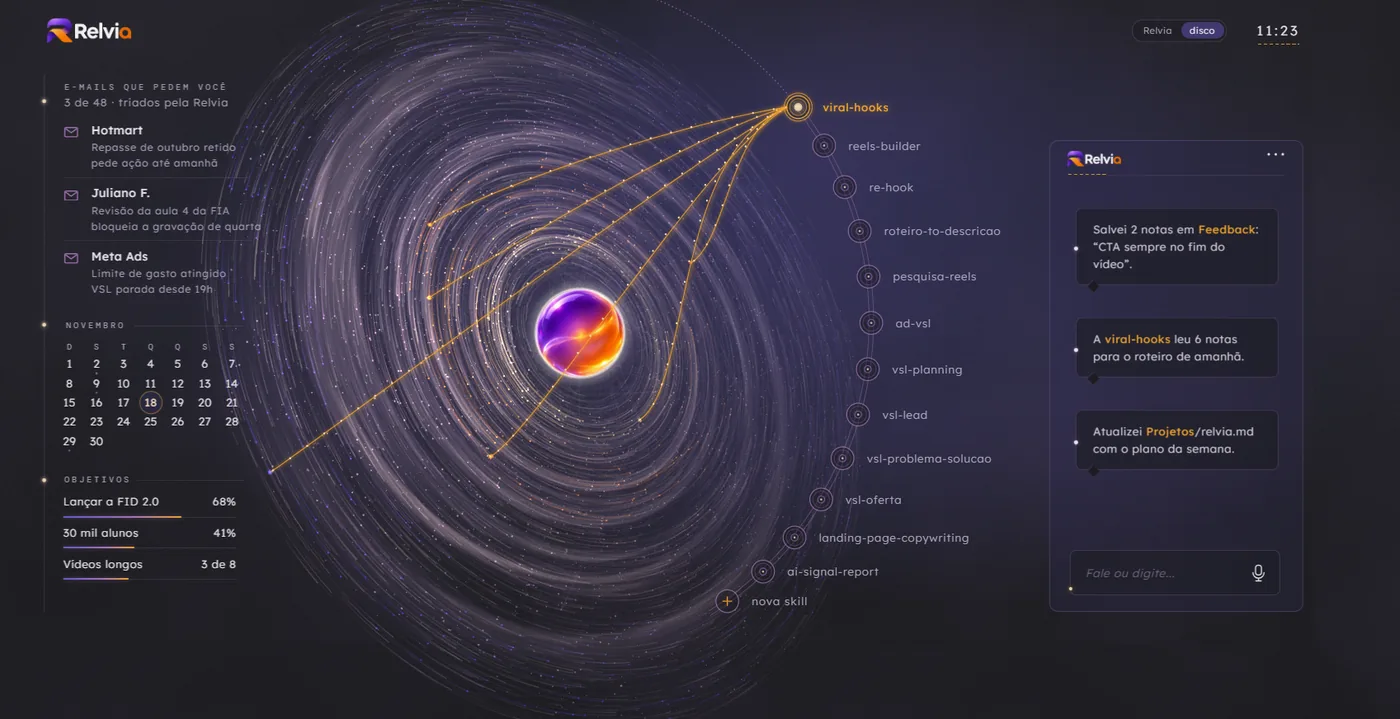 Relvia
Relvia disco
11:23
E-MAILS QUE PEDEM VOCÊ
3 de 48 · triados pela Relvia
Hotmart
Repasse de outubro retido
pede ação até amanhã
Juliano F.
Revisão da aula 4 da FIA
bloqueia a gravação de quarta
Meta Ads
Limite de gasto atingido
VSL parada desde 19h
NOVEMBRO
D S T Q Q S S
1 2 3 4 5 6 7
8 9 10 11 12 13 14
15 16 17 18 19 20 21
22 23 24 25 26 27 28
29 30
OBJETIVOS
Lançar a FID 2.0 68%
30 mil alunos 41%
Vídeos longos 3 de 8
viral-hooks
reels-builder
re-hook
roteiro-to-descricao
pesquisa-reels
ad-vsl
vsl-planning
vsl-lead
vsl-problema-solucao
vsl-oferta
landing-page-copywriting
ai-signal-report
nova skill
Relvia
Salvei 2 notas em Feedback:
“CTA sempre no fim do
vídeo”.
A viral-hooks leu 6 notas
para o roteiro de amanhã.
Atualizei Projetos/relvia.md
com o plano da semana.
Fale ou digite...